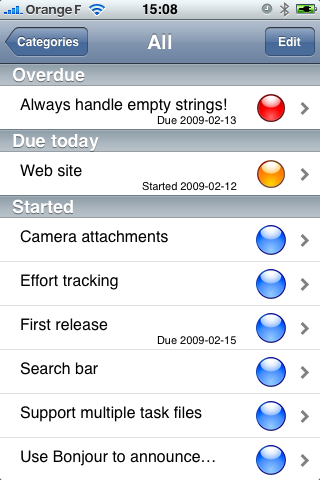 Orange F 15:08
Categories All Edit
Overdue
Always handle empty strings!
Due 2009-02-13
Due today
Web site
Started 2009-02-12
Started
Camera attachments
Effort tracking
First release
Due 2009-02-15
Search bar
Support multiple task files
Use Bonjour to announce…